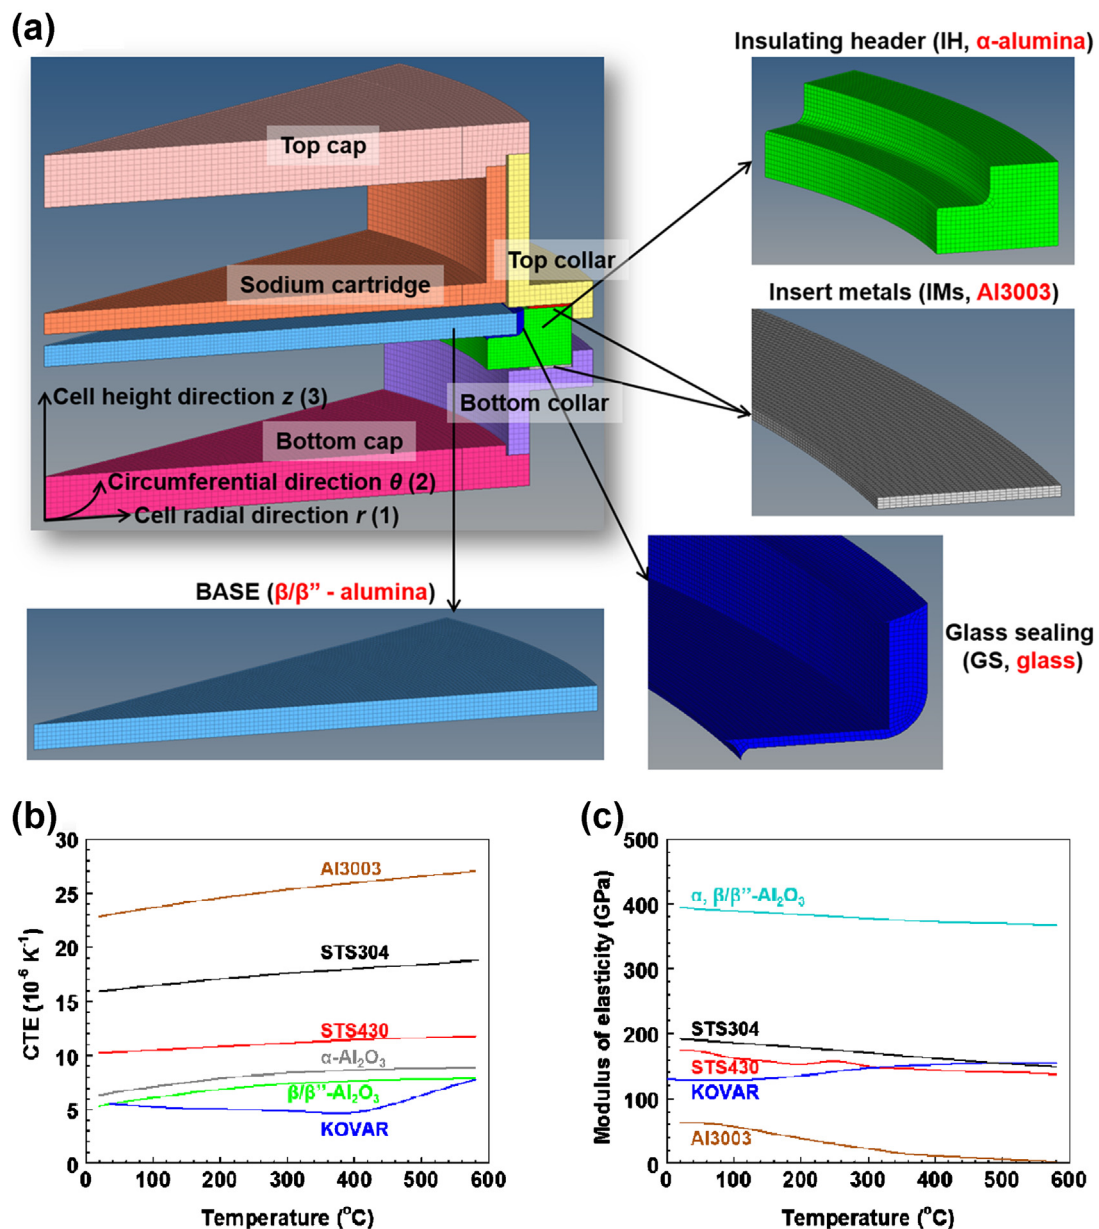 (a)
Insulating header (IH, α-alumina)
Top cap
Top collar
Sodium cartridge
Insert metals (IMs, Al3003)
Cell height direction z (3)
Bottom collar
Bottom cap
Circumferential direction θ (2)
Cell radial direction r (1)
BASE (β/β” - alumina)
Glass sealing
(GS, glass)
(b)
30
25
20
15
10
5
0
CTE (10⁻⁶ K⁻¹)
Al3003
STS304
STS430
α-Al₂O₃
β/β”-Al₂O₃
KOVAR
0 100 200 300 400 500 600
Temperature (°C)
(c)
500
400
300
200
100
0
Modulus of elasticity (GPa)
α, β/β”-Al₂O₃
STS304
STS430
KOVAR
Al3003
0 100 200 300 400 500 600
Temperature (°C)